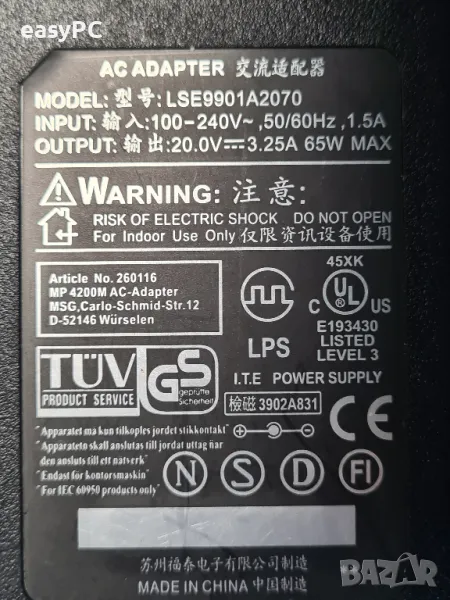 easyPC
AC ADAPTER 交流适配器
MODEL: 型号: LSE9901A2070
INPUT: 输入:100-240V~ ,50/60Hz ,1.5A
OUTPUT: 输出:20.0V⎓3.25A 65W MAX
WARNING: 注意:
RISK OF ELECTRIC SHOCK DO NOT OPEN
For Indoor Use Only 仅限资讯设备使用
Article No. 260116
MP 4200M AC-Adapter
MSG,Carlo-Schmid-Str.12
D-52146 Würselen
LPS
45XK
C UL US
E193430
LISTED
LEVEL 3
I.T.E POWER SUPPLY
TÜV
PRODUCT SERVICE
GS
geprüfte
Sicherheit
檢磁 3902A831
CE
"Apparatet ma kun tilkoples jordet stikkontakt"
"Apparateto skall anslutas till jordat uttag när
den ansluts till ett nätverk"
"Endast for kontorsmaskin"
"For IEC 60950 products only"
N S D FI
苏州福泰电子有限公司制造
MADE IN CHINA 中国制造
BAZAR